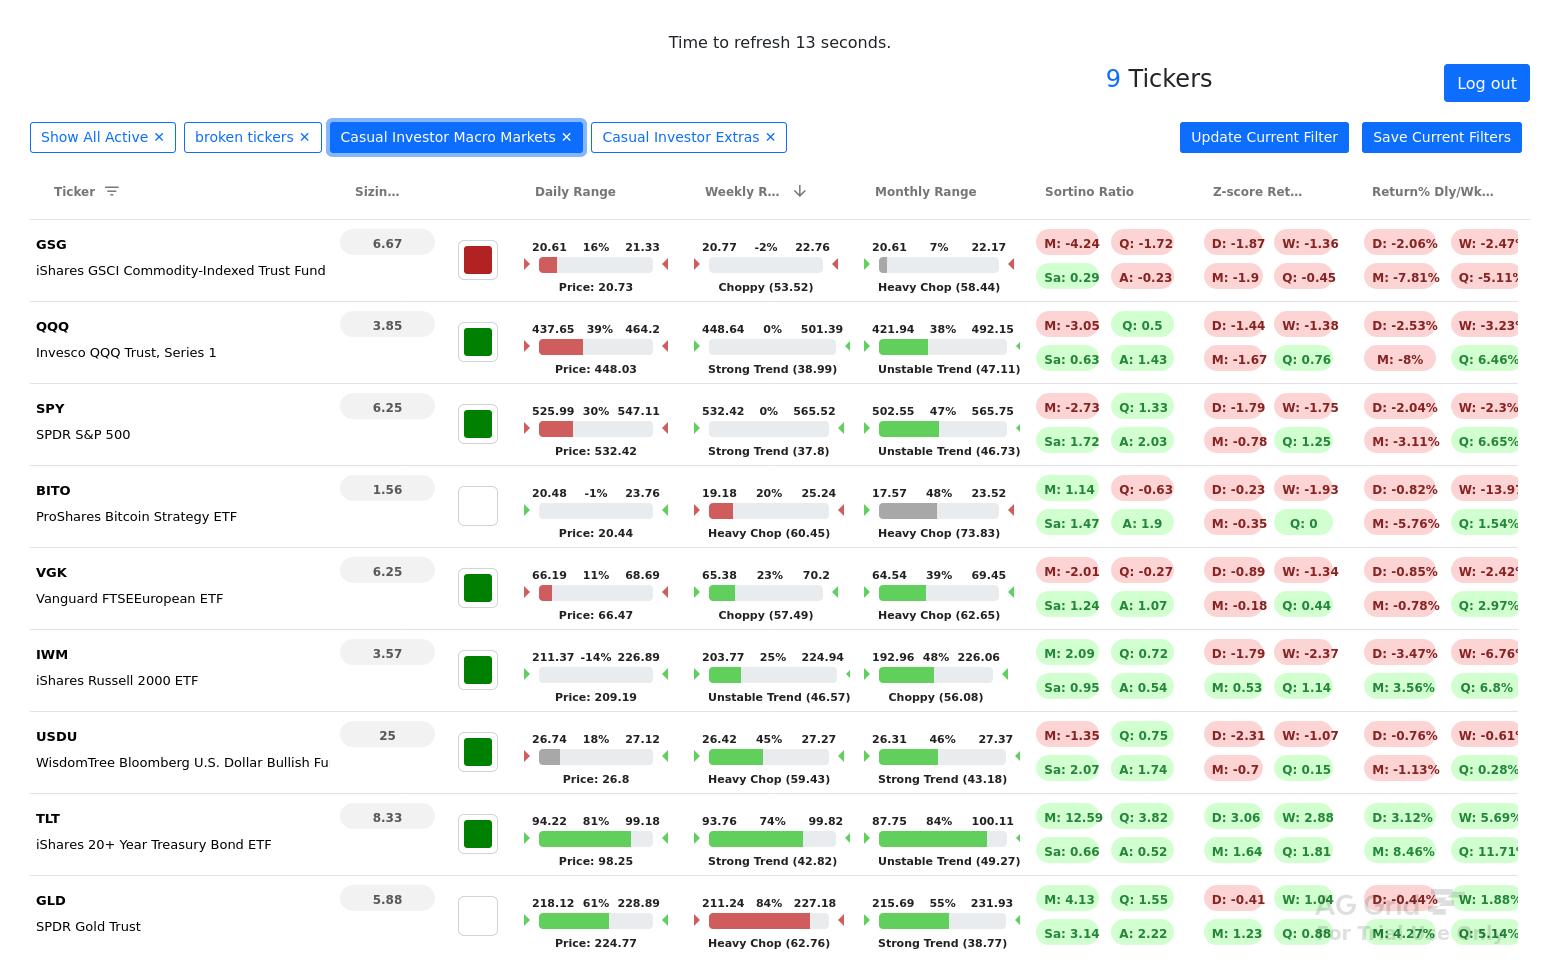 Time to refresh 13 seconds.
9 Tickers
Log out
Show All Active ✕ broken tickers ✕ Casual Investor Macro Markets ✕ Casual Investor Extras ✕ Update Current Filter Save Current Filters
Ticker Sizin... Daily Range Weekly R... Monthly Range Sortino Ratio Z-score Ret... Return% Dly/Wk...
GSG 6.67 20.61 16% 21.33 20.77 -2% 22.76 20.61 7% 22.17 M: -4.24 Q: -1.72 D: -1.87 W: -1.36 D: -2.06% W: -2.47%
iShares GSCI Commodity-Indexed Trust Fund Price: 20.73 Choppy (53.52) Heavy Chop (58.44) Sa: 0.29 A: -0.23 M: -1.9 Q: -0.45 M: -7.81% Q: -5.11%
QQQ 3.85 437.65 39% 464.2 448.64 0% 501.39 421.94 38% 492.15 M: -3.05 Q: 0.5 D: -1.44 W: -1.38 D: -2.53% W: -3.23%
Invesco QQQ Trust, Series 1 Price: 448.03 Strong Trend (38.99) Unstable Trend (47.11) Sa: 0.63 A: 1.43 M: -1.67 Q: 0.76 M: -8% Q: 6.46%
SPY 6.25 525.99 30% 547.11 532.42 0% 565.52 502.55 47% 565.75 M: -2.73 Q: 1.33 D: -1.79 W: -1.75 D: -2.04% W: -2.3%
SPDR S&P 500 Price: 532.42 Strong Trend (37.8) Unstable Trend (46.73) Sa: 1.72 A: 2.03 M: -0.78 Q: 1.25 M: -3.11% Q: 6.65%
BITO 1.56 20.48 -1% 23.76 19.18 20% 25.24 17.57 48% 23.52 M: 1.14 Q: -0.63 D: -0.23 W: -1.93 D: -0.82% W: -13.97
ProShares Bitcoin Strategy ETF Price: 20.44 Heavy Chop (60.45) Heavy Chop (73.83) Sa: 1.47 A: 1.9 M: -0.35 Q: 0 M: -5.76% Q: 1.54%
VGK 6.25 66.19 11% 68.69 65.38 23% 70.2 64.54 39% 69.45 M: -2.01 Q: -0.27 D: -0.89 W: -1.34 D: -0.85% W: -2.42%
Vanguard FTSEEuropean ETF Price: 66.47 Choppy (57.49) Heavy Chop (62.65) Sa: 1.24 A: 1.07 M: -0.18 Q: 0.44 M: -0.78% Q: 2.97%
IWM 3.57 211.37 -14% 226.89 203.77 25% 224.94 192.96 48% 226.06 M: 2.09 Q: 0.72 D: -1.79 W: -2.37 D: -3.47% W: -6.76%
iShares Russell 2000 ETF Price: 209.19 Unstable Trend (46.57) Choppy (56.08) Sa: 0.95 A: 0.54 M: 0.53 Q: 1.14 M: 3.56% Q: 6.8%
USDU 25 26.74 18% 27.12 26.42 45% 27.27 26.31 46% 27.37 M: -1.35 Q: 0.75 D: -2.31 W: -1.07 D: -0.76% W: -0.61%
WisdomTree Bloomberg U.S. Dollar Bullish Fu Price: 26.8 Heavy Chop (59.43) Strong Trend (43.18) Sa: 2.07 A: 1.74 M: -0.7 Q: 0.15 M: -1.13% Q: 0.28%
TLT 8.33 94.22 81% 99.18 93.76 74% 99.82 87.75 84% 100.11 M: 12.59 Q: 3.82 D: 3.06 W: 2.88 D: 3.12% W: 5.69%
iShares 20+ Year Treasury Bond ETF Price: 98.25 Strong Trend (42.82) Unstable Trend (49.27) Sa: 0.66 A: 0.52 M: 1.64 Q: 1.81 M: 8.46% Q: 11.71%
GLD 5.88 218.12 61% 228.89 211.24 84% 227.18 215.69 55% 231.93 M: 4.13 Q: 1.55 D: -0.41 W: 1.04 D: -0.44% W: 1.88%
SPDR Gold Trust Price: 224.77 Heavy Chop (62.76) Strong Trend (38.77) Sa: 3.14 A: 2.22 M: 1.23 Q: 0.88 M: 4.27% Q: 5.14%
AG Grid
For Trial Use Only